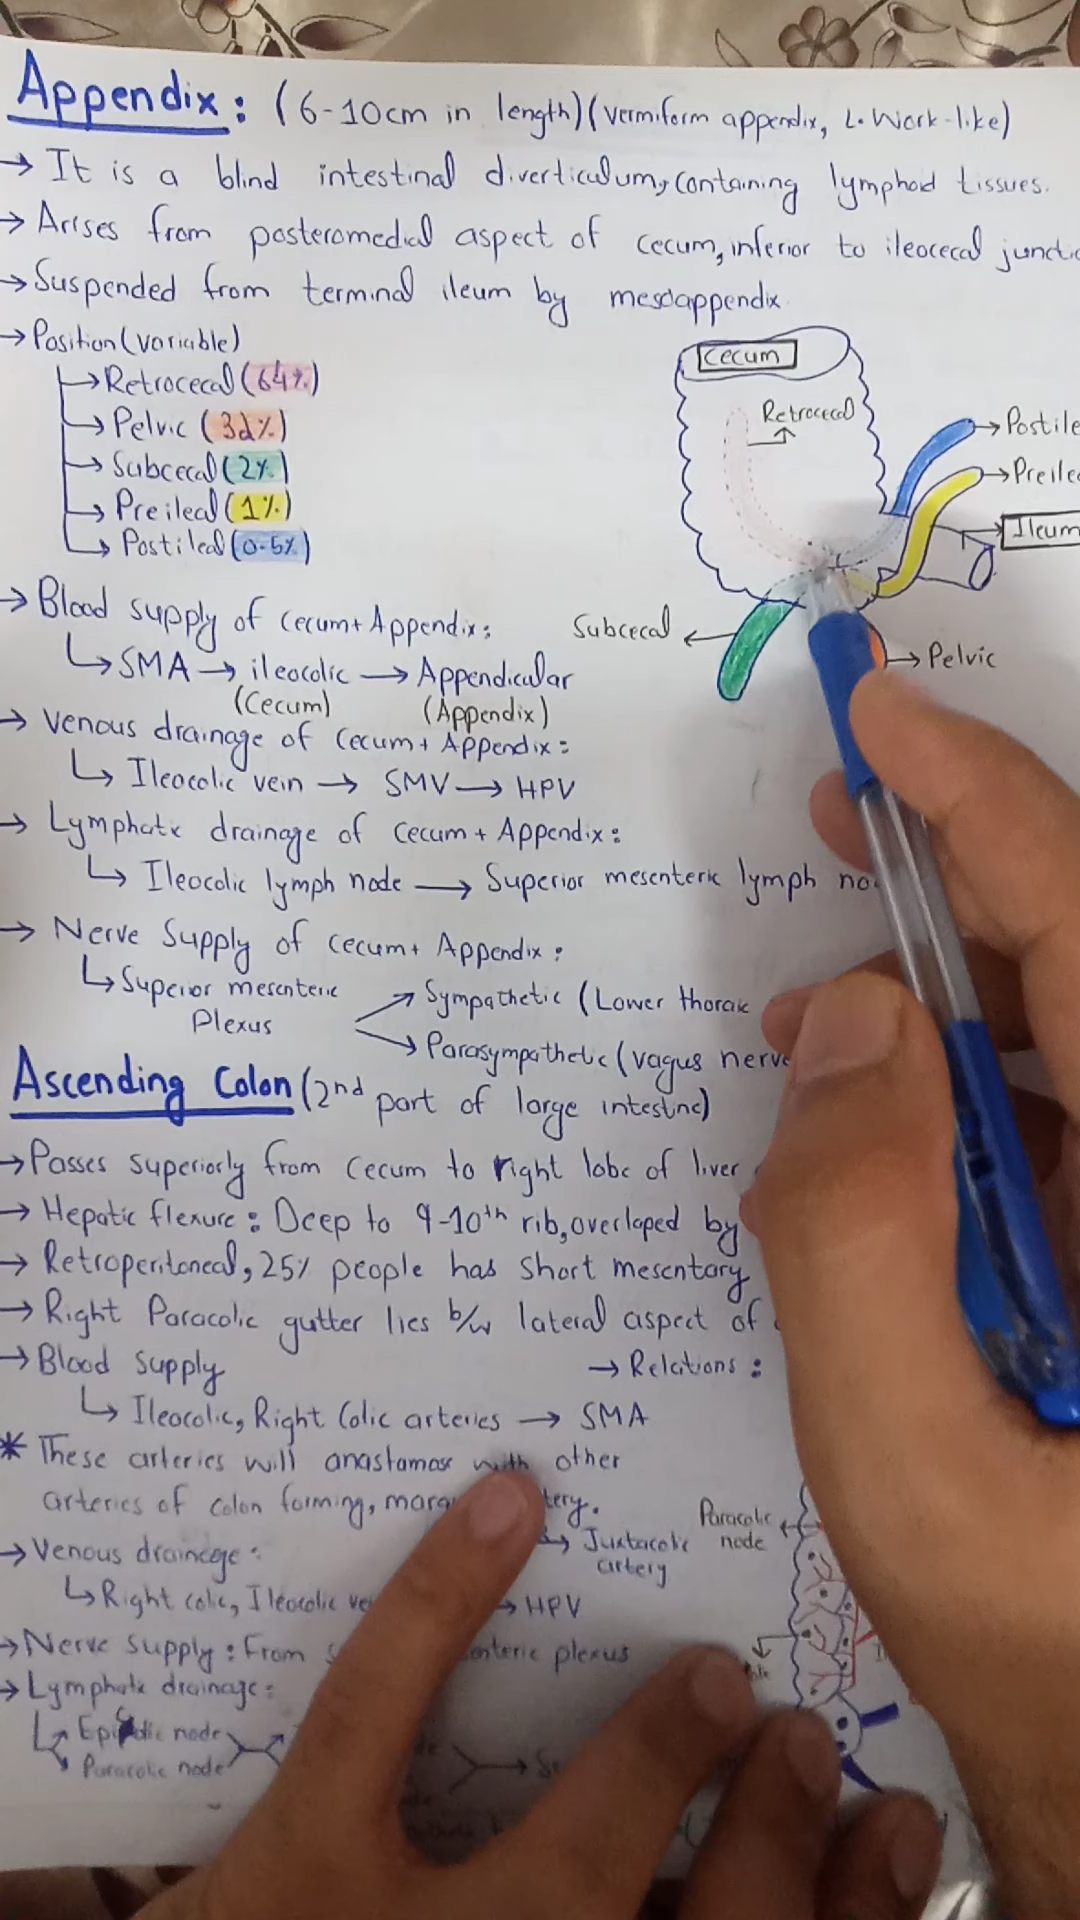 Appendix: (6-10cm in length) (vermiform appendix, L. Work-like)
→ It is a blind intestinal diverticulum, containing lymphoid tissues.
→ Arises from posteromedial aspect of cecum, inferior to ileocecal
→ Suspended from terminal ileum by mesoappendix
→ Position (variable)
→ Retrocecal (64%)
→ Pelvic (32%)
→ Subcecal (2%)
→ Preileal (1%)
→ Postileal (0.5%)
Cecum
Retrocecal
Subcecal
Pelvic
→ Blood supply of cecum + Appendix:
↳ SMA → ileocolic → Appendicular
(Cecum) (Appendix)
→ Venous drainage of Cecum + Appendix:
↳ Ileocolic vein → SMV → HPV
→ Lymphatic drainage of cecum + Appendix:
↳ Ileocolic lymph node → Superior mesenteric lymph
→ Nerve Supply of cecum + Appendix:
↳ Superior mesenteric Plexus
→ Sympathetic (Lower thoraic
→ Parasympathetic (vagus nerve
Ascending Colon (2nd part of large intestine)
→ Passes superiorly from cecum to right lobe of liver
→ Hepatic flexure: Deep to 9-10th rib, overlaped by
→ Retroperitoneal, 25% people has short mesentary
→ Right Paracolic gutter lies b/w lateral aspect of
→ Blood supply
→ Relations:
↳ Ileocolic, Right Colic arteries → SMA
* These arteries will anastamose with other
arteries of colon forming,
↳ Juxtacolic artery
→ Venous drainage:
↳ Right colic, Ileocolic → HPV
→ Nerve supply: From plexus
→ Lymphatic drainage:
node
Paracolic node
Paracolic node
Ileum